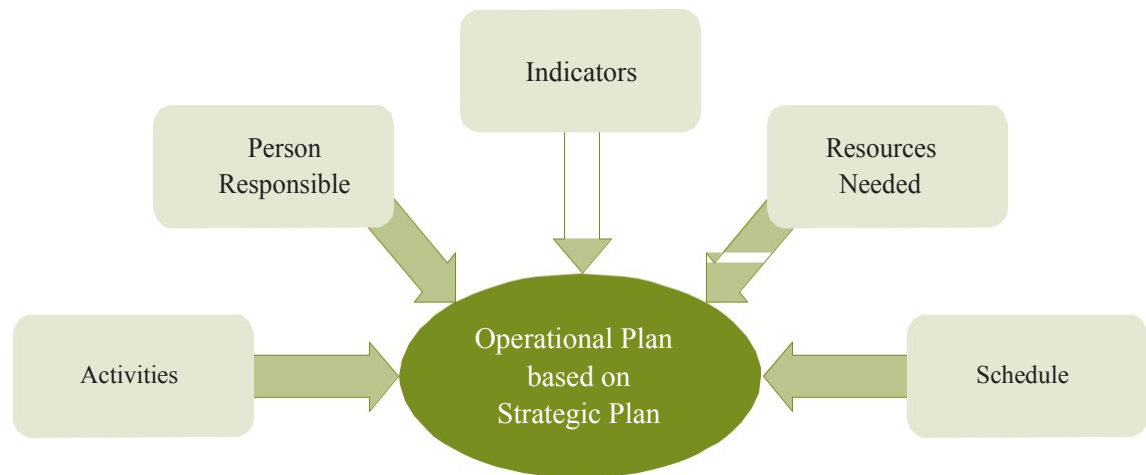 Indicators
Person
Responsible
Resources
Needed
Activities
Operational Plan
based on
Strategic Plan
Schedule